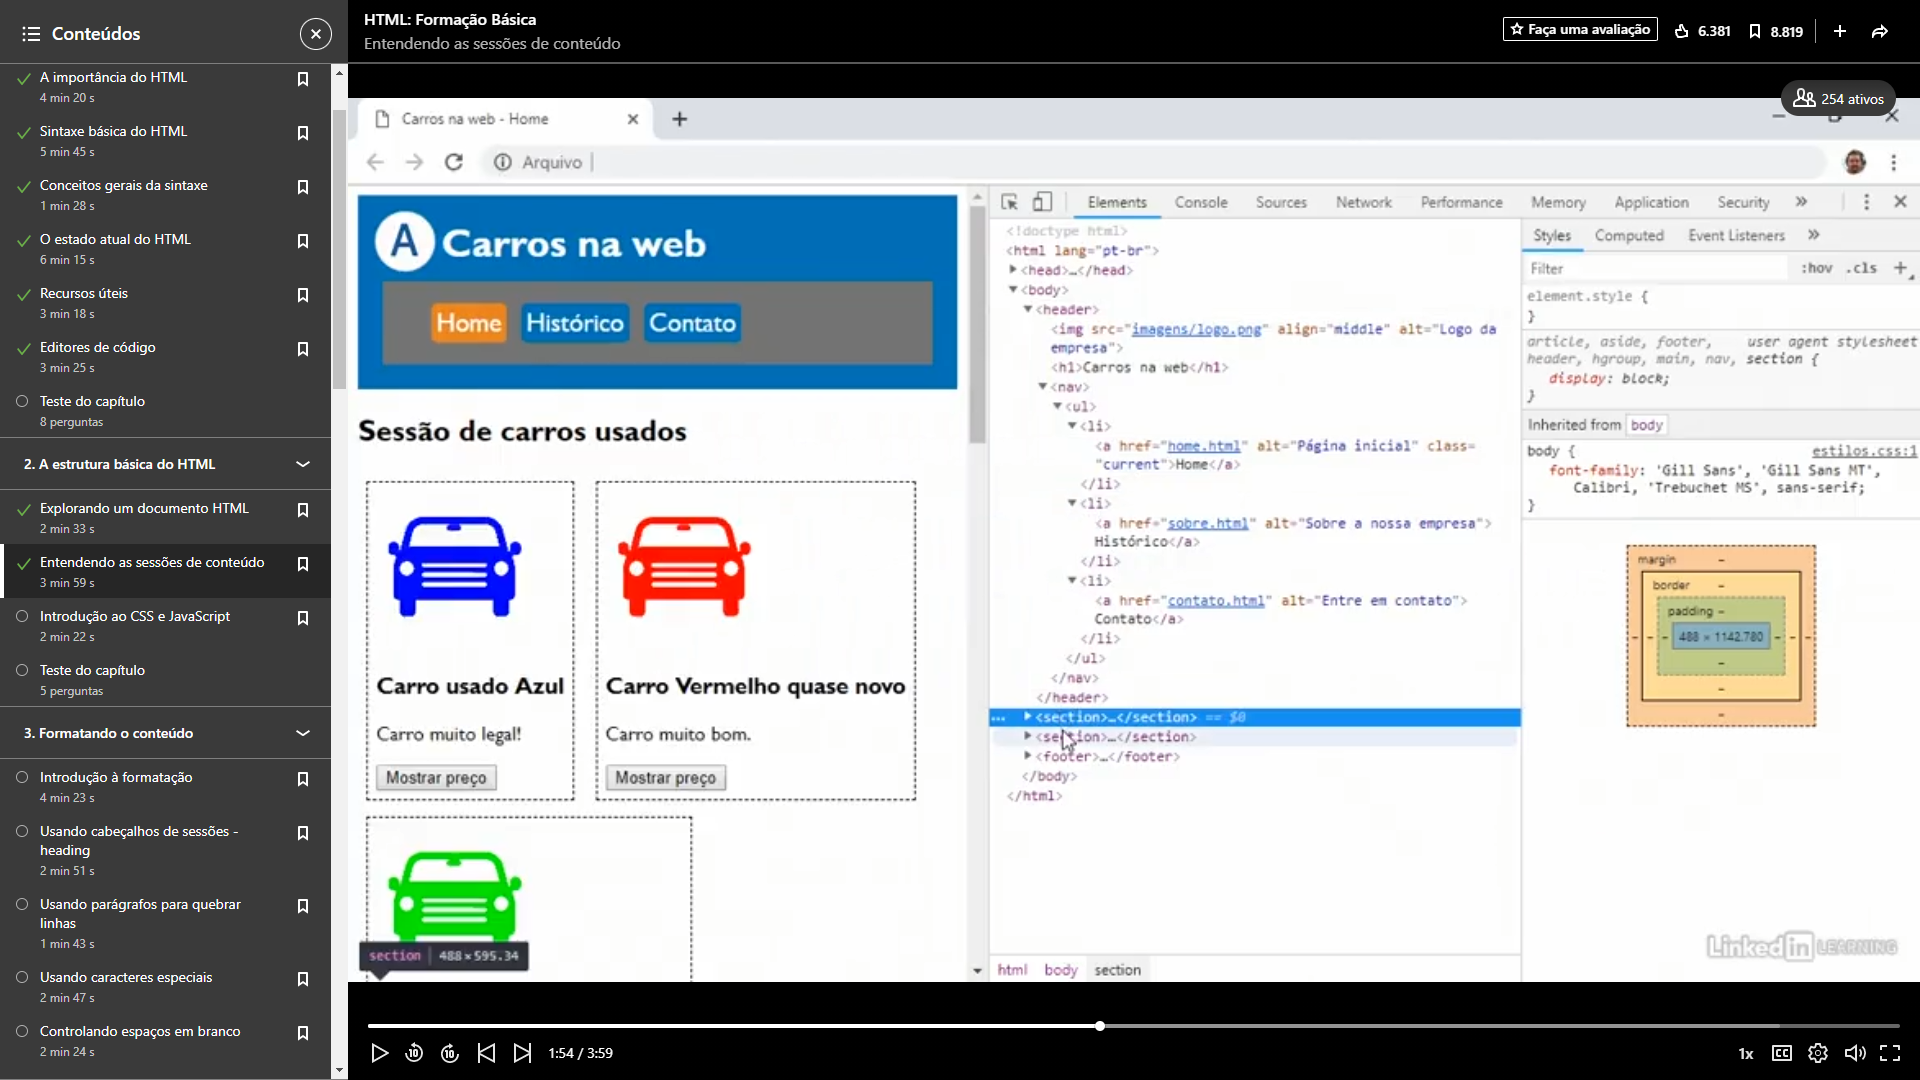 Conteúdos
HTML: Formação Básica
Entendendo as sessões de conteúdo
Faça uma avaliação
6.381
8.819
254 ativos
A importância do HTML
4 min 20 s
Sintaxe básica do HTML
5 min 45 s
Conceitos gerais da sintaxe
1 min 28 s
O estado atual do HTML
6 min 15 s
Recursos úteis
3 min 18 s
Editores de código
3 min 25 s
Teste do capítulo
8 perguntas
2. A estrutura básica do HTML
Explorando um documento HTML
2 min 33 s
Entendendo as sessões de conteúdo
3 min 59 s
Introdução ao CSS e JavaScript
2 min 22 s
Teste do capítulo
5 perguntas
3. Formatando o conteúdo
Introdução à formatação
4 min 23 s
Usando cabeçalhos de sessões -
heading
2 min 51 s
Usando parágrafos para quebrar
linhas
1 min 43 s
Usando caracteres especiais
2 min 47 s
Controlando espaços em branco
2 min 24 s
Carros na web - Home
Arquivo
A Carros na web
Home Histórico Contato
Sessão de carros usados
Carro usado Azul
Carro muito legal!
Mostrar preço
Carro Vermelho quase novo
Carro muito bom.
Mostrar preço
section 488×595.34
Elements Console Sources Network Performance Memory Application Security »
<!doctype html>
<html lang="pt-br">
<head>…</head>
<body>
<header>
<img src="imagens/logo.png" align="middle" alt="Logo da
empresa">
<h1>Carros na web</h1>
<nav>
<ul>
<li>
<a href="home.html" alt="Página inicial" class=
"current">Home</a>
</li>
<li>
<a href="sobre.html" alt="Sobre a nossa empresa">
Histórico</a>
</li>
<li>
<a href="contato.html" alt="Entre em contato">
Contato</a>
</li>
</ul>
</nav>
</header>
… <section>…</section> == $0
<section>…</section>
<footer>…</footer>
</body>
</html>
html body section
Styles Computed Event Listeners »
Filter :hov .cls +
element.style {
}
article, aside, footer, user agent stylesheet
header, hgroup, main, nav, section {
display: block;
}
Inherited from body
body { estilos.css:1
font-family: 'Gill Sans', 'Gill Sans MT',
Calibri, 'Trebuchet MS', sans-serif;
}
margin –
border –
padding –
488 × 1142.780
Linked in LEARNING
10 10 1:54 / 3:59
1x CC